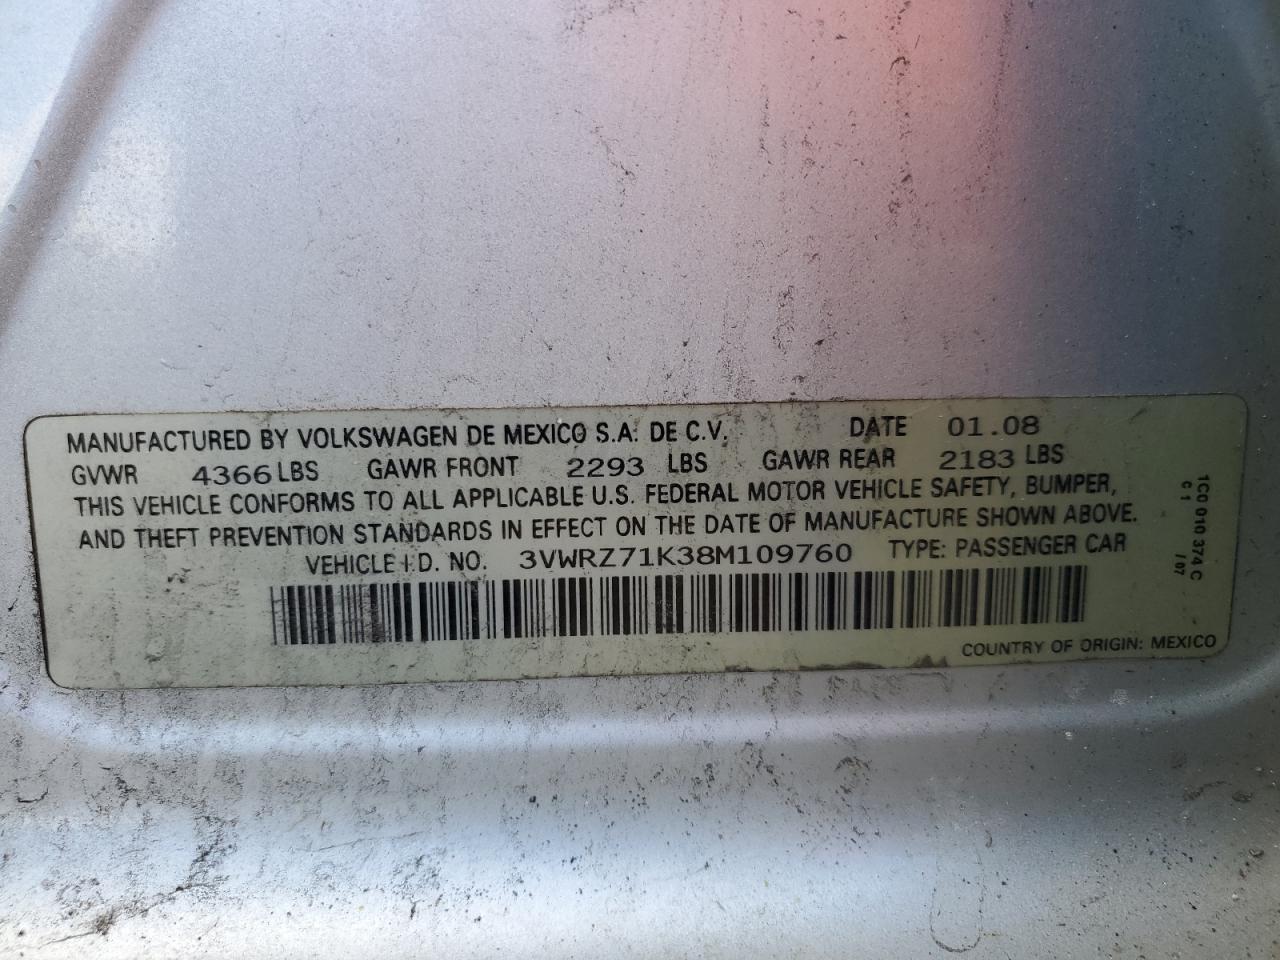 MANUFACTURED BY VOLKSWAGEN DE MEXICO S.A. DE C.V. DATE 01.08
GVWR 4366 LBS GAWR FRONT 2293 LBS GAWR REAR 2183 LBS
THIS VEHICLE CONFORMS TO ALL APPLICABLE U.S. FEDERAL MOTOR VEHICLE SAFETY, BUMPER,
AND THEFT PREVENTION STANDARDS IN EFFECT ON THE DATE OF MANUFACTURE SHOWN ABOVE.
VEHICLE I.D. NO. 3VWRZ71K38M109760 TYPE: PASSENGER CAR
COUNTRY OF ORIGIN: MEXICO
1C0 010 374 C
C 1 / 07